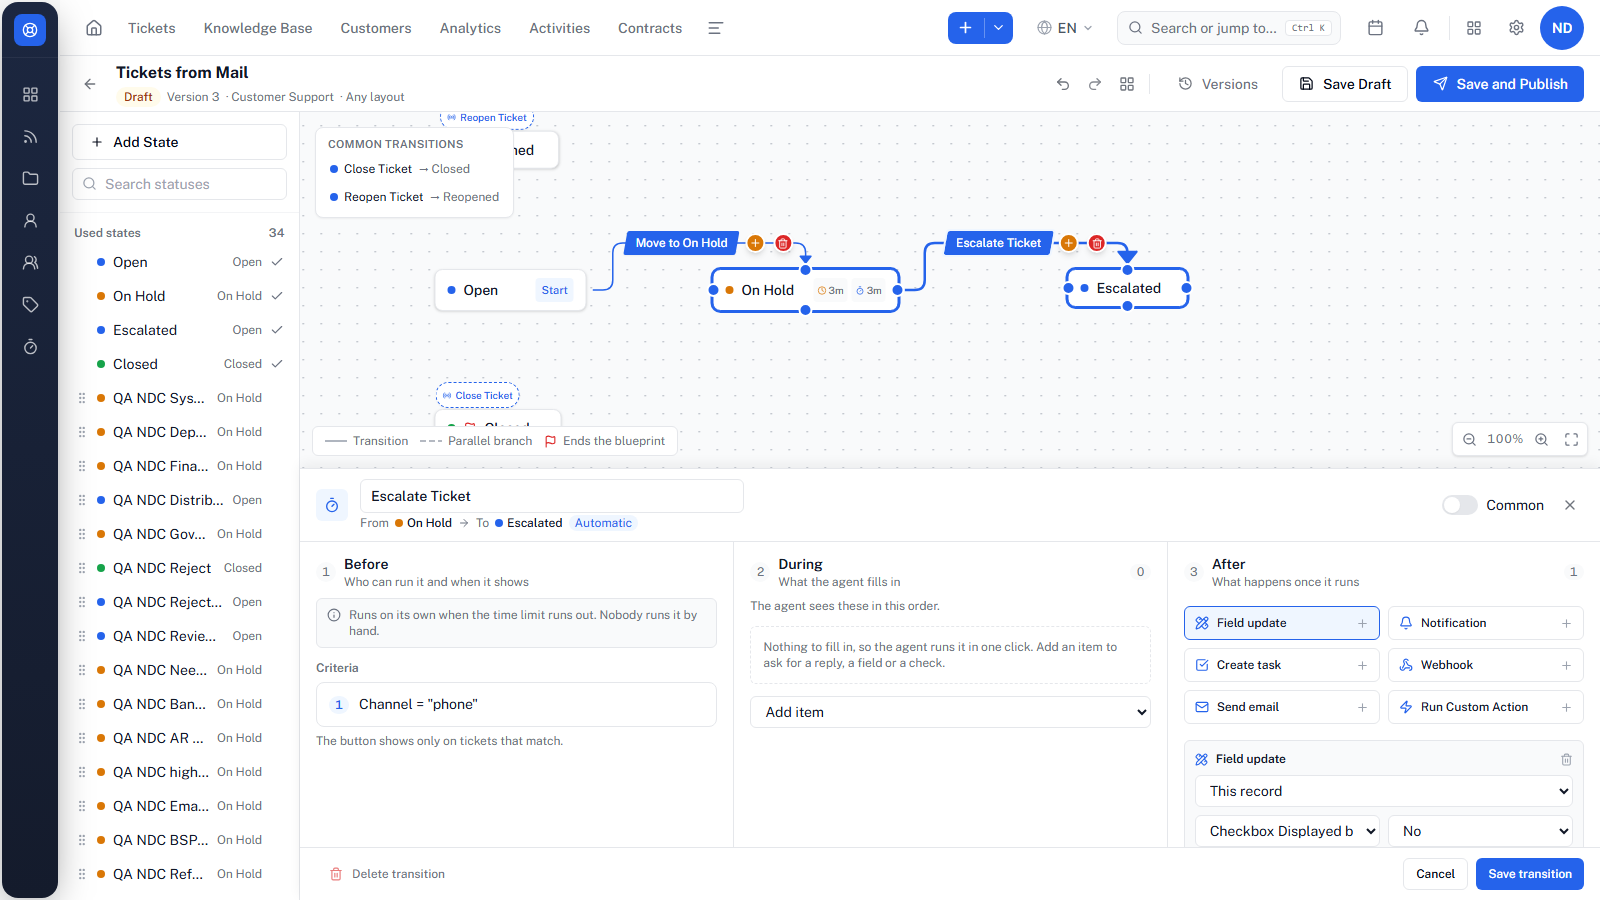 Tickets
Knowledge Base
Customers
Analytics
Activities
Contracts
EN
Search or jump to...
Ctrl K
ND
Tickets from Mail
Draft
Version 3 · Customer Support · Any layout
Versions
Save Draft
Save and Publish
Add State
Search statuses
Used states 34
Open Open
On Hold On Hold
Escalated Open
Closed Closed
QA NDC Sys... On Hold
QA NDC Dep... On Hold
QA NDC Fina... On Hold
QA NDC Distrib... Open
QA NDC Gov... On Hold
QA NDC Reject Closed
QA NDC Reject... Open
QA NDC Revie... Open
QA NDC Nee... On Hold
QA NDC Ban... On Hold
QA NDC AR ... On Hold
QA NDC high... On Hold
QA NDC Ema... On Hold
QA NDC BSP... On Hold
QA NDC Ref... On Hold
Reopen Ticket
COMMON TRANSITIONS
Close Ticket → Closed
Reopen Ticket → Reopened
Move to On Hold
Escalate Ticket
Open Start
On Hold 3m 3m
Escalated
Close Ticket
Transition
Parallel branch
Ends the blueprint
100%
Escalate Ticket
From On Hold → To Escalated Automatic
Common
1 Before
Who can run it and when it shows
Runs on its own when the time limit runs out. Nobody runs it by
hand.
Criteria
1 Channel = "phone"
The button shows only on tickets that match.
2 During 0
What the agent fills in
The agent sees these in this order.
Nothing to fill in, so the agent runs it in one click. Add an item to
ask for a reply, a field or a check.
Add item
3 After 1
What happens once it runs
Field update
Notification
Create task
Webhook
Send email
Run Custom Action
Field update
This record
Checkbox Displayed b
No
Delete transition
Cancel
Save transition